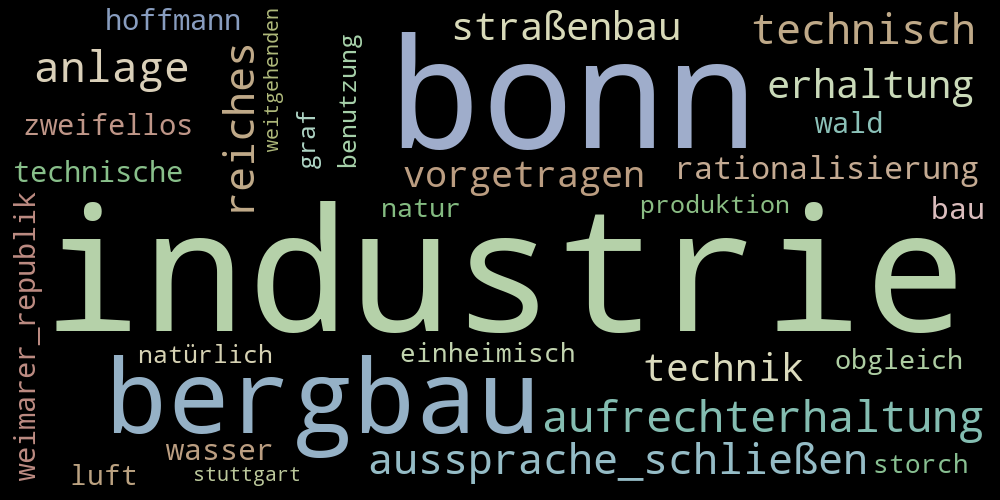 hoffmann
weitgehenden
straßenbau
technisch
anlage
reiches
benutzung
bonn
erhaltung
zweifellos
graf
wald
technische
vorgetragen
rationalisierung
weimarer_republik
natur
produktion
bau
industrie
natürlich
einheimisch
technik
obgleich
bergbau
aufrechterhaltung
wasser
aussprache_schließen
storch
luft
stuttgart